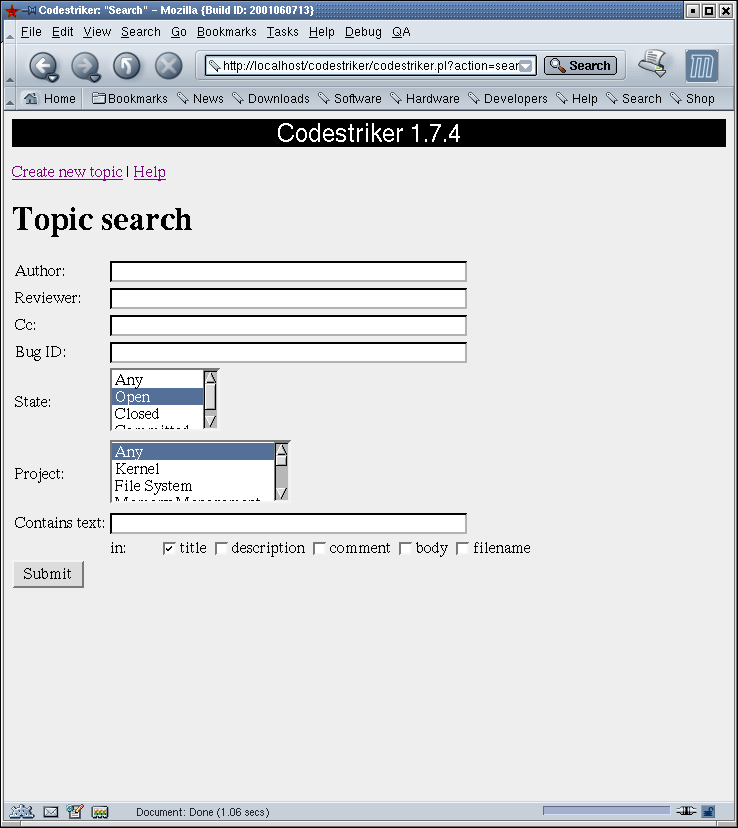 Codestriker: "Search" - Mozilla {Build ID: 2001060713}
File Edit View Search Go Bookmarks Tasks Help Debug QA
http://localhost/codestriker/codestriker.pl?action=sear Search
Home Bookmarks News Downloads Software Hardware Developers Help Search Shop
Codestriker 1.7.4
Create new topic | Help
Topic search
Author:
Reviewer:
Cc:
Bug ID:
State:
Any
Open
Closed
Committed
Project:
Any
Kernel
File System
Memory Management
Contains text:
in: title description comment body filename
Submit
Document: Done (1.06 secs)